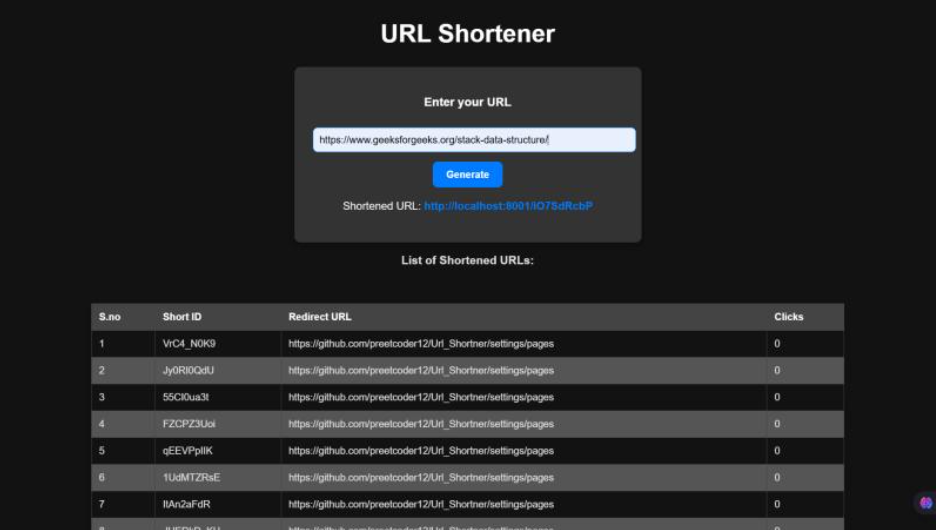 URL Shortener
Enter your URL
https://www.geeksforgeeks.org/stack-data-structure/
Generate
Shortened URL: http://localhost:8001/IO7SdRcbP
List of Shortened URLs:
S.no Short ID Redirect URL Clicks
1 VrC4_N0K9 https://github.com/preetcoder12/Url_Shortner/settings/pages 0
2 Jy0RI0QdU https://github.com/preetcoder12/Url_Shortner/settings/pages 0
3 55CI0ua3t https://github.com/preetcoder12/Url_Shortner/settings/pages 0
4 FZCPZ3Uoi https://github.com/preetcoder12/Url_Shortner/settings/pages 0
5 qEEVPpIlK https://github.com/preetcoder12/Url_Shortner/settings/pages 0
6 1UdMTZRsE https://github.com/preetcoder12/Url_Shortner/settings/pages 0
7 ItAn2aFdR https://github.com/preetcoder12/Url_Shortner/settings/pages 0